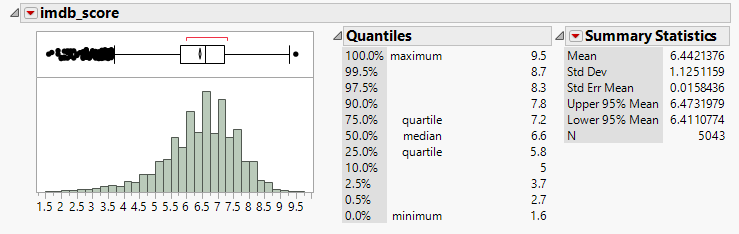 imdb_score
1.5 2 2.5 3 3.5 4 4.5 5 5.5 6 6.5 7 7.5 8 8.5 9 9.5
Quantiles
100.0% maximum 9.5
99.5% 8.7
97.5% 8.3
90.0% 7.8
75.0% quartile 7.2
50.0% median 6.6
25.0% quartile 5.8
10.0% 5
2.5% 3.7
0.5% 2.7
0.0% minimum 1.6
Summary Statistics
Mean 6.4421376
Std Dev 1.1251159
Std Err Mean 0.0158436
Upper 95% Mean 6.4731979
Lower 95% Mean 6.4110774
N 5043